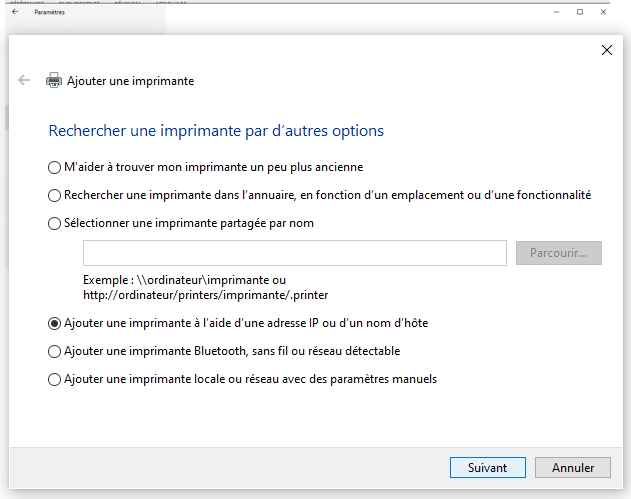 Paramètres
Ajouter une imprimante
Rechercher une imprimante par d'autres options
M'aider à trouver mon imprimante un peu plus ancienne
Rechercher une imprimante dans l'annuaire, en fonction d'un emplacement ou d'une fonctionnalité
Sélectionner une imprimante partagée par nom
Parcourir...
Exemple : \\ordinateur\imprimante ou
http://ordinateur/printers/imprimante/.printer
Ajouter une imprimante à l'aide d'une adresse IP ou d'un nom d'hôte
Ajouter une imprimante Bluetooth, sans fil ou réseau détectable
Ajouter une imprimante locale ou réseau avec des paramètres manuels
Suivant
Annuler